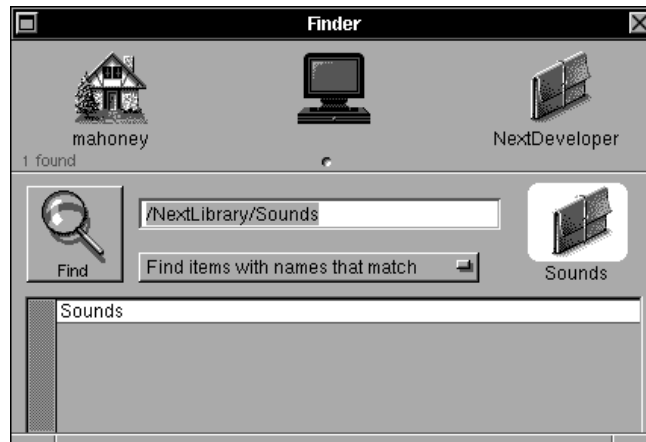 Finder
mahoney
NextDeveloper
1 found
/NextLibrary/Sounds
Find
Find items with names that match
Sounds
Sounds